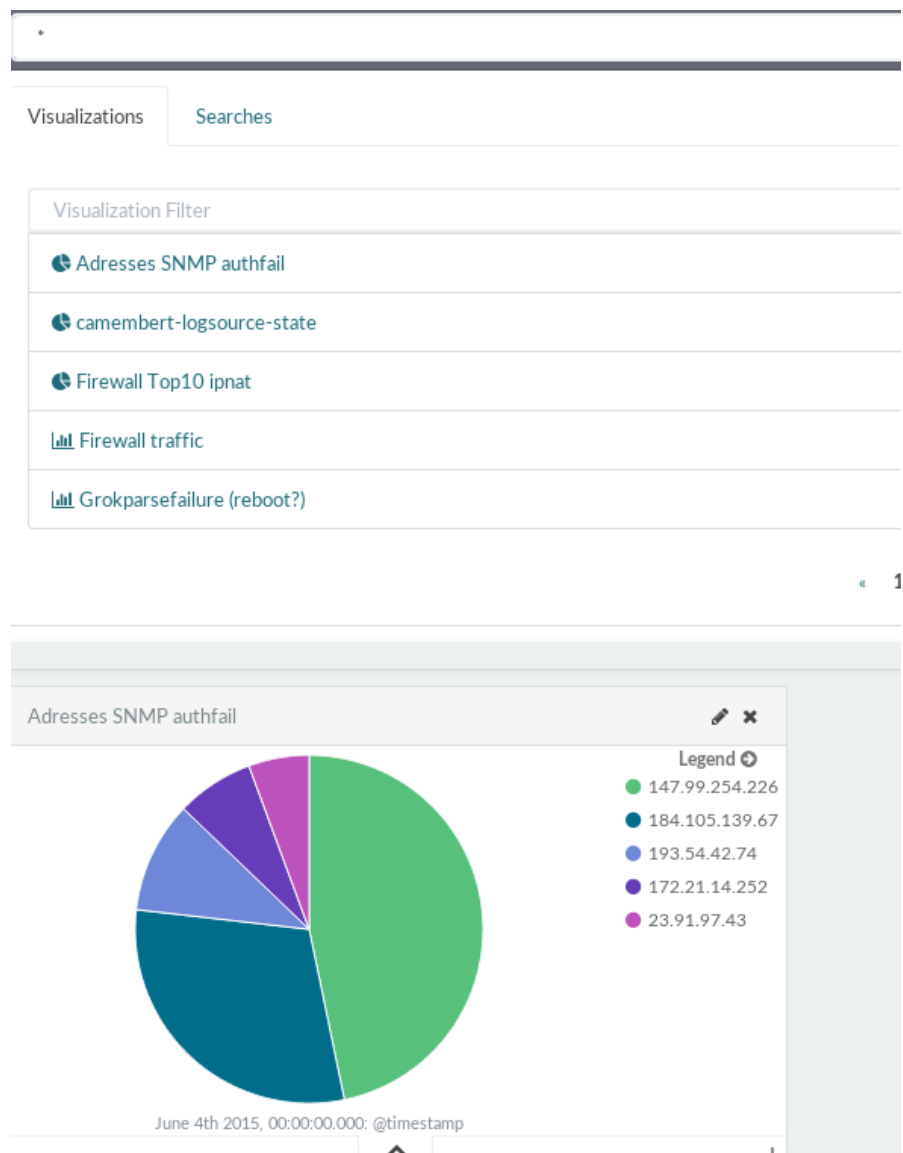 *
Visualizations Searches
Visualization Filter
Adresses SNMP authfail
camembert-logsource-state
Firewall Top10 ipnat
Firewall traffic
Grokparsefailure (reboot?)
« 1
Adresses SNMP authfail
Legend
147.99.254.226
184.105.139.67
193.54.42.74
172.21.14.252
23.91.97.43
June 4th 2015, 00:00:00.000: @timestamp